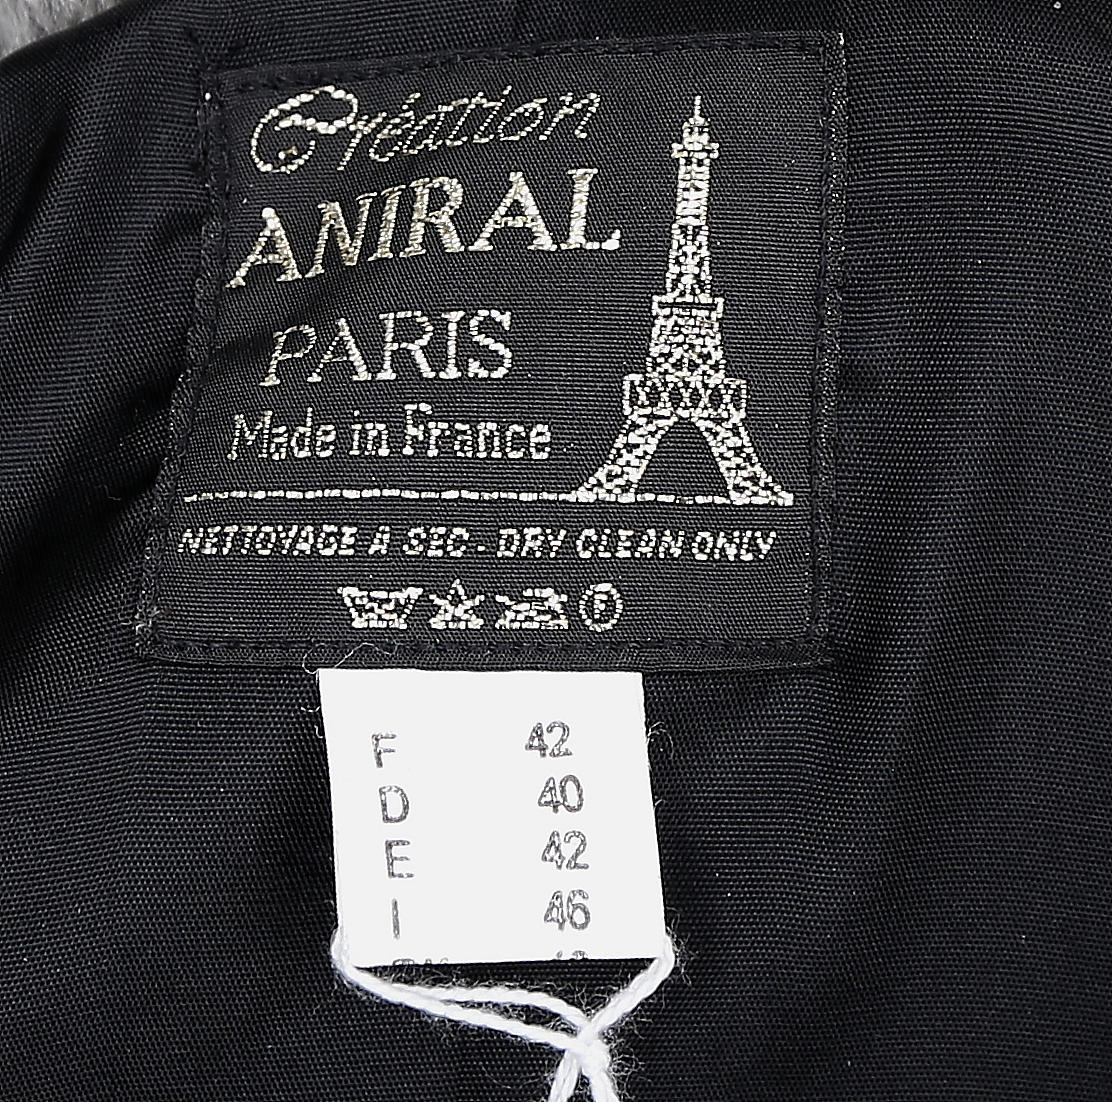 Création
ANIRAL
PARIS
Made in France
NETTOYAGE A SEC - DRY CLEAN ONLY
P
F 42
D 40
E 42
I 46